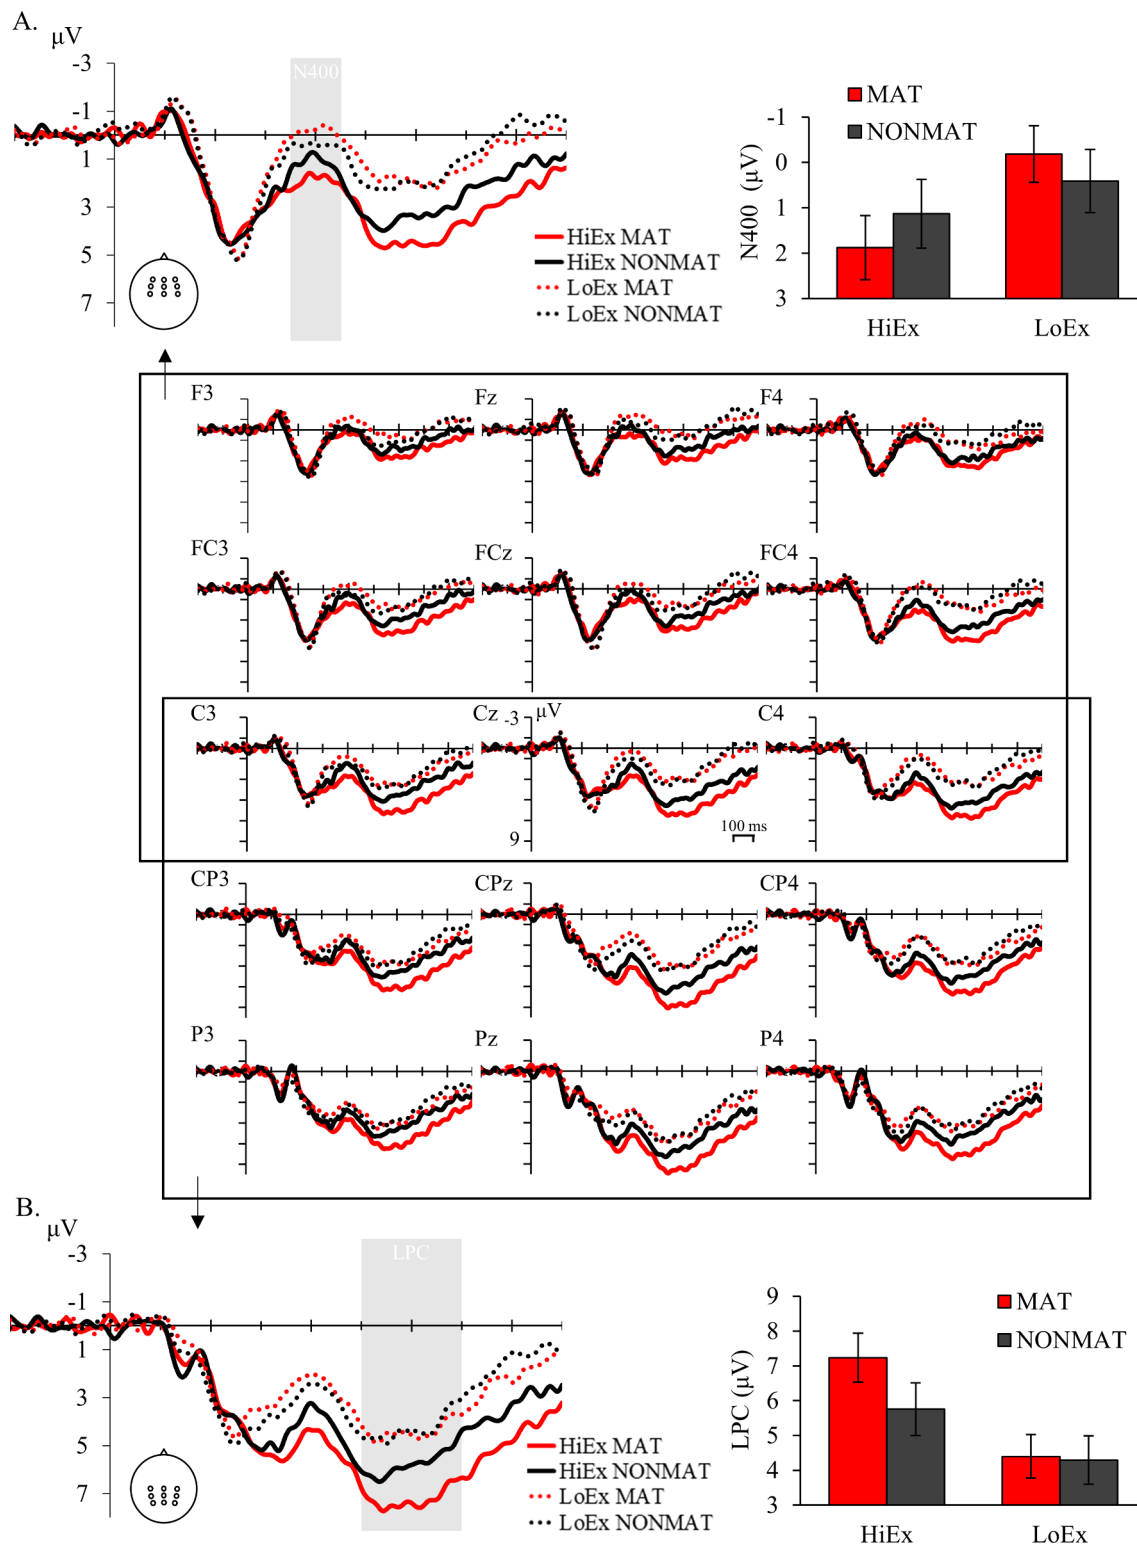 A.
μV
-3
-1
1
3
5
7
N400
HiEx MAT
HiEx NONMAT
LoEx MAT
LoEx NONMAT
MAT
NONMAT
N400 (μV)
-1
0
1
2
3
HiEx LoEx
F3 Fz F4
FC3 FCz FC4
C3 Cz -3 μV C4
9 100 ms
CP3 CPz CP4
P3 Pz P4
B.
μV
-3
-1
1
3
5
7
LPC
HiEx MAT
HiEx NONMAT
LoEx MAT
LoEx NONMAT
MAT
NONMAT
LPC (μV)
9
8
7
6
5
4
3
HiEx LoEx